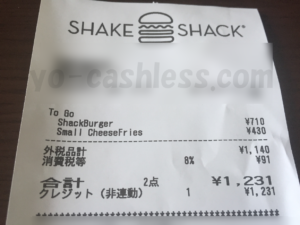 SHAKE SHACK
yo-cashless.com
To Go
ShackBurger ¥710
Small CheeseFries ¥430
外税品計 ¥1,140
消費税等 8% ¥91
合計 2点 ¥1,231
クレジット (非連動) 1 ¥1,231